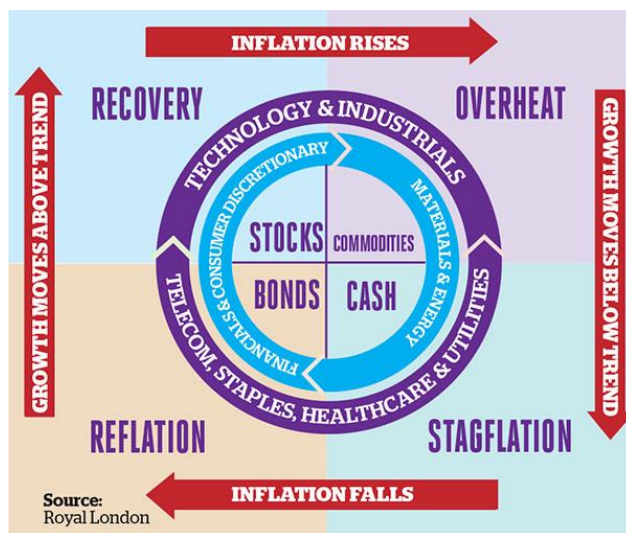 INFLATION RISES
RECOVERY
OVERHEAT
GROWTH MOVES ABOVE TREND
GROWTH MOVES BELOW TREND
TECHNOLOGY & INDUSTRIALS
FINANCIALS & CONSUMER DISCRETIONARY
MATERIALS & ENERGY
STOCKS
COMMODITIES
BONDS
CASH
TELECOM, STAPLES, HEALTHCARE & UTILITIES
REFLATION
STAGFLATION
INFLATION FALLS
Source:
Royal London